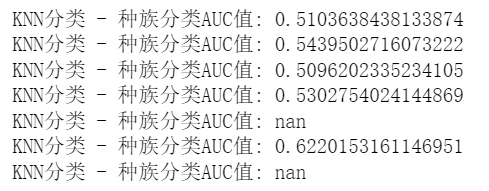 KNN分类 - 种族分类AUC值: 0.5103638438133874
KNN分类 - 种族分类AUC值: 0.5439502716073222
KNN分类 - 种族分类AUC值: 0.5096202335234105
KNN分类 - 种族分类AUC值: 0.5302754024144869
KNN分类 - 种族分类AUC值: nan
KNN分类 - 种族分类AUC值: 0.6220153161146951
KNN分类 - 种族分类AUC值: nan